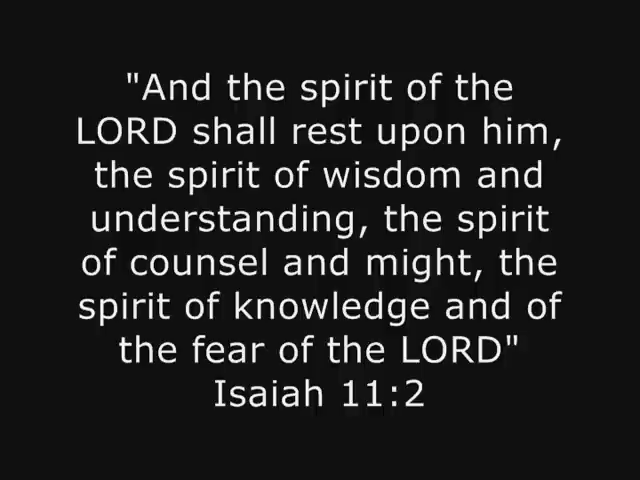 "And the spirit of the
LORD shall rest upon him,
the spirit of wisdom and
understanding, the spirit
of counsel and might, the
spirit of knowledge and of
the fear of the LORD"
Isaiah 11:2